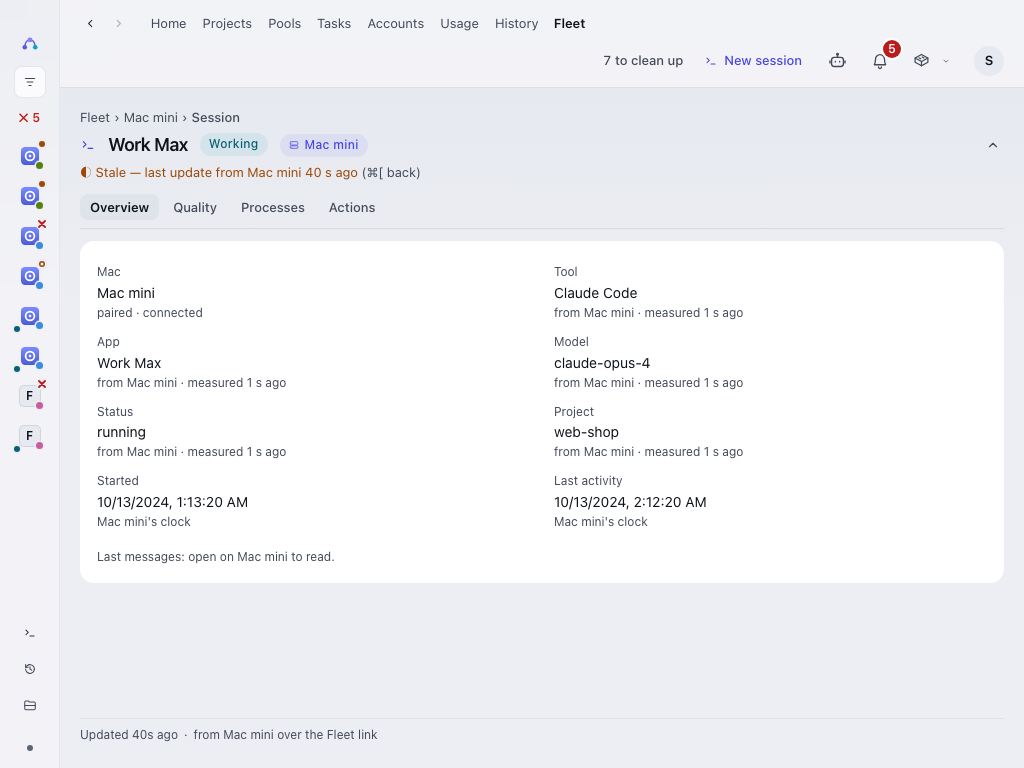 Home Projects Pools Tasks Accounts Usage History Fleet
7 to clean up New session 5 S
5
Fleet › Mac mini › Session
Work Max Working Mac mini
Stale — last update from Mac mini 40 s ago (⌘[ back)
Overview Quality Processes Actions
Mac
Mac mini
paired · connected
Tool
Claude Code
from Mac mini · measured 1 s ago
App
Work Max
from Mac mini · measured 1 s ago
Model
claude-opus-4
from Mac mini · measured 1 s ago
Status
running
from Mac mini · measured 1 s ago
Project
web-shop
from Mac mini · measured 1 s ago
Started
10/13/2024, 1:13:20 AM
Mac mini's clock
Last activity
10/13/2024, 2:12:20 AM
Mac mini's clock
Last messages: open on Mac mini to read.
F
F
Updated 40s ago · from Mac mini over the Fleet link